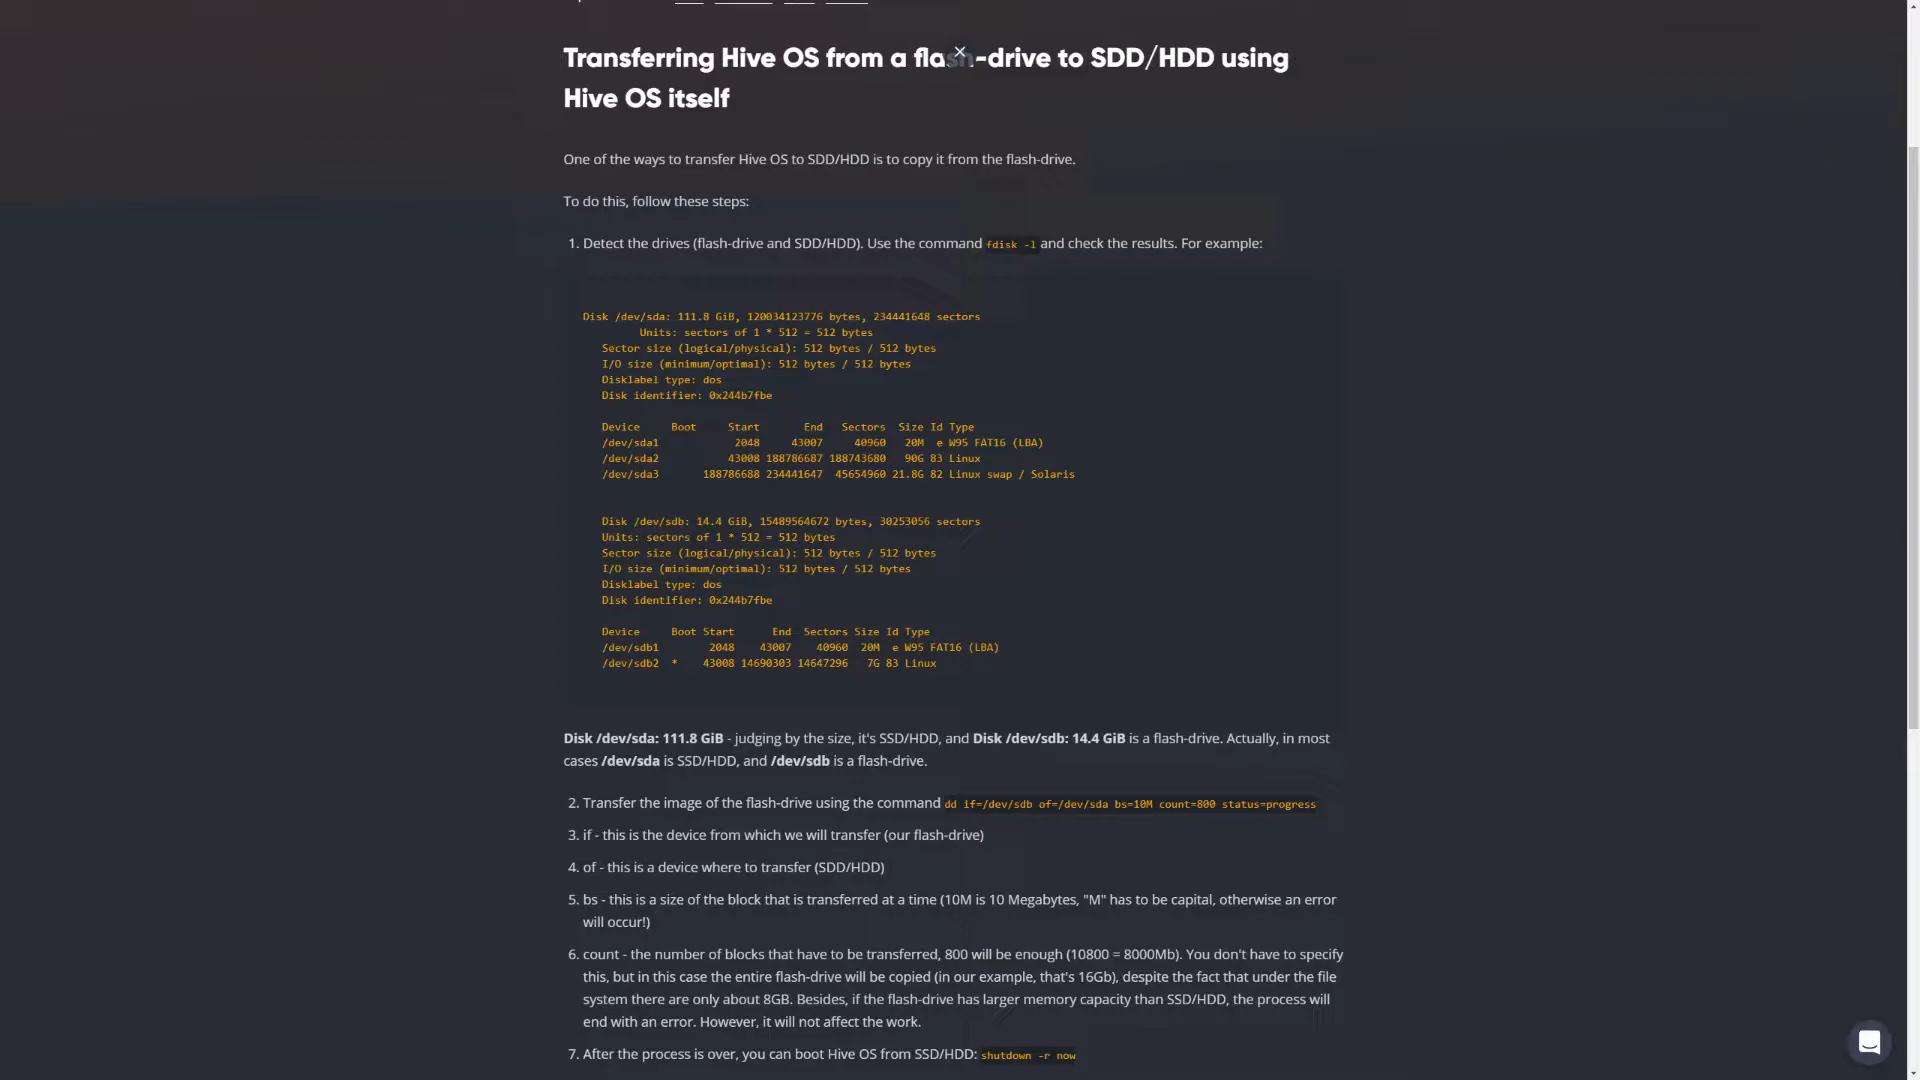 Transferring Hive OS from a flash-drive to SDD/HDD using
Hive OS itself
One of the ways to transfer Hive OS to SDD/HDD is to copy it from the flash-drive.
To do this, follow these steps:
1. Detect the drives (flash-drive and SDD/HDD). Use the command fdisk -l and check the results. For example:
Disk /dev/sda: 111.8 GiB, 120034123776 bytes, 234441648 sectors
Units: sectors of 1 * 512 = 512 bytes
Sector size (logical/physical): 512 bytes / 512 bytes
I/O size (minimum/optimal): 512 bytes / 512 bytes
Disklabel type: dos
Disk identifier: 0x244b7fbe
Device Boot Start End Sectors Size Id Type
/dev/sda1 2048 43007 40960 20M e W95 FAT16 (LBA)
/dev/sda2 43008 188786687 188743680 90G 83 Linux
/dev/sda3 188786688 234441647 45654960 21.8G 82 Linux swap / Solaris
Disk /dev/sdb: 14.4 GiB, 15489564672 bytes, 30253056 sectors
Units: sectors of 1 * 512 = 512 bytes
Sector size (logical/physical): 512 bytes / 512 bytes
I/O size (minimum/optimal): 512 bytes / 512 bytes
Disklabel type: dos
Disk identifier: 0x244b7fbe
Device Boot Start End Sectors Size Id Type
/dev/sdb1 2048 43007 40960 20M e W95 FAT16 (LBA)
/dev/sdb2 * 43008 14690303 14647296 7G 83 Linux
Disk /dev/sda: 111.8 GiB - judging by the size, it's SSD/HDD, and Disk /dev/sdb: 14.4 GiB is a flash-drive. Actually, in most
cases /dev/sda is SSD/HDD, and /dev/sdb is a flash-drive.
2. Transfer the image of the flash-drive using the command dd if=/dev/sdb of=/dev/sda bs=10M count=800 status=progress
3. if - this is the device from which we will transfer (our flash-drive)
4. of - this is a device where to transfer (SDD/HDD)
5. bs - this is a size of the block that is transferred at a time (10M is 10 Megabytes, "M" has to be capital, otherwise an error
will occur!)
6. count - the number of blocks that have to be transferred, 800 will be enough (10800 = 8000Mb). You don't have to specify
this, but in this case the entire flash-drive will be copied (in our example, that's 16Gb), despite the fact that under the file
system there are only about 8GB. Besides, if the flash-drive has larger memory capacity than SSD/HDD, the process will
end with an error. However, it will not affect the work.
7. After the process is over, you can boot Hive OS from SSD/HDD: shutdown -r now